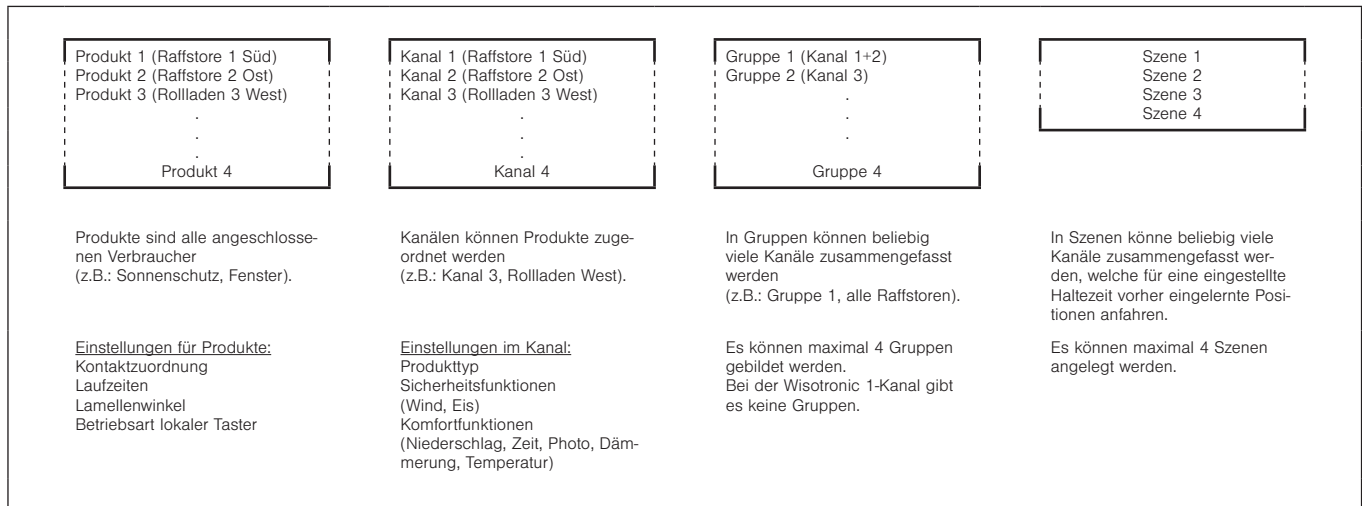 Produkt 1 (Raffstore 1 Süd)
Produkt 2 (Raffstore 2 Ost)
Produkt 3 (Rollladen 3 West)
.
.
.
Produkt 4
Produkte sind alle angeschlosse-
nen Verbraucher
(z.B.: Sonnenschutz, Fenster).
Einstellungen für Produkte:
Kontaktzuordnung
Laufzeiten
Lamellenwinkel
Betriebsart lokaler Taster
Kanal 1 (Raffstore 1 Süd)
Kanal 2 (Raffstore 2 Ost)
Kanal 3 (Rollladen 3 West)
.
.
.
Kanal 4
Kanälen können Produkte zuge-
ordnet werden
(z.B.: Kanal 3, Rollladen West).
Einstellungen im Kanal:
Produkttyp
Sicherheitsfunktionen
(Wind, Eis)
Komfortfunktionen
(Niederschlag, Zeit, Photo, Däm-
merung, Temperatur)
Gruppe 1 (Kanal 1+2)
Gruppe 2 (Kanal 3)
.
.
.
Gruppe 4
In Gruppen können beliebig
viele Kanäle zusammengefasst
werden
(z.B.: Gruppe 1, alle Raffstoren).
Es können maximal 4 Gruppen
gebildet werden.
Bei der Wisotronic 1-Kanal gibt
es keine Gruppen.
Szene 1
Szene 2
Szene 3
Szene 4
In Szenen könne beliebig viele
Kanäle zusammengefasst wer-
den, welche für eine eingestellte
Haltezeit vorher eingelernte Posi-
tionen anfahren.
Es können maximal 4 Szenen
angelegt werden.